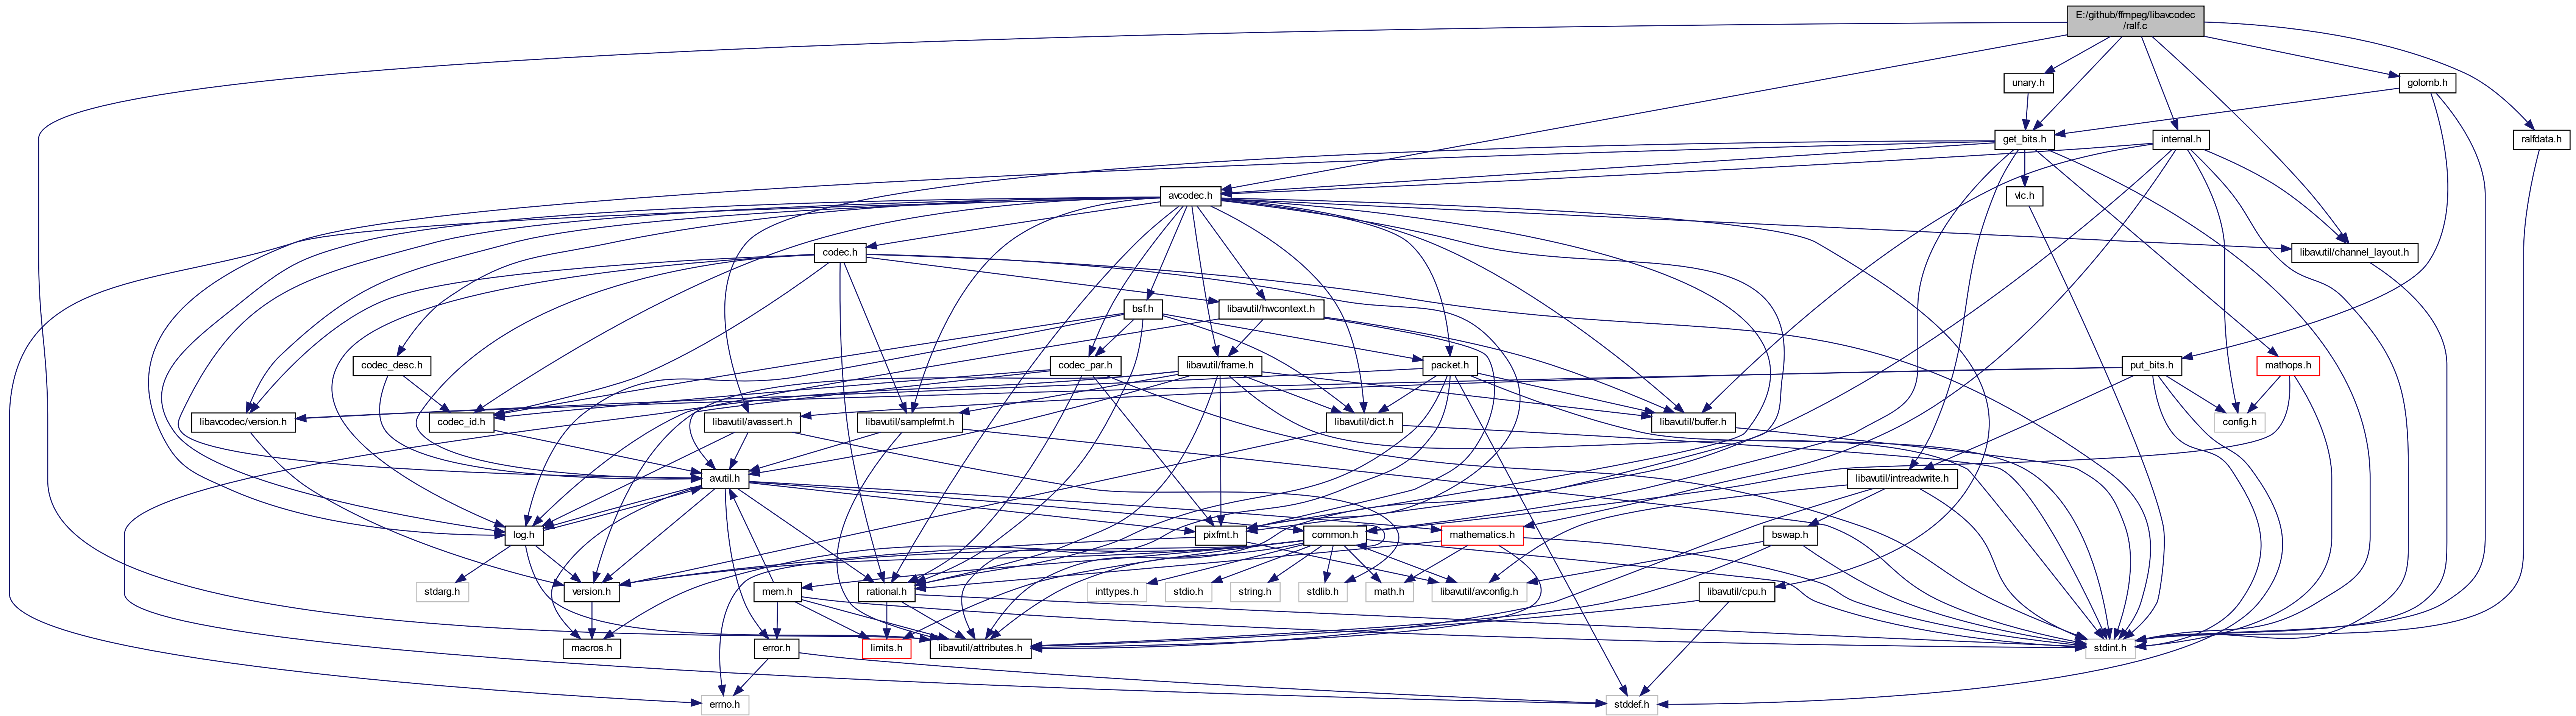 E:/github/ffmpeg/libavcodec
/ralf.c
unary.h
golomb.h
get_bits.h
internal.h
ralfdata.h
avcodec.h
vlc.h
codec.h
libavutil/channel_layout.h
bsf.h
libavutil/hwcontext.h
codec_desc.h
codec_par.h
libavutil/frame.h
packet.h
put_bits.h
mathops.h
libavcodec/version.h
codec_id.h
libavutil/avassert.h
libavutil/samplefmt.h
libavutil/dict.h
libavutil/buffer.h
config.h
avutil.h
libavutil/intreadwrite.h
log.h
pixfmt.h
common.h
mathematics.h
bswap.h
stdarg.h
version.h
mem.h
rational.h
inttypes.h
stdio.h
string.h
stdlib.h
math.h
libavutil/avconfig.h
libavutil/cpu.h
macros.h
error.h
limits.h
libavutil/attributes.h
stdint.h
errno.h
stddef.h